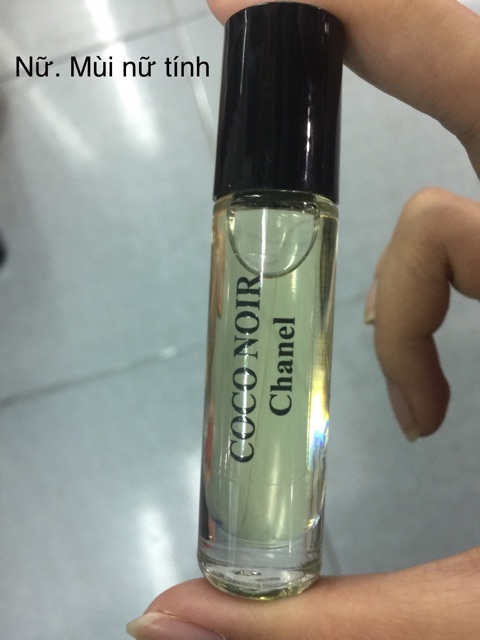 Nữ. Mùi nữ tính
COCO NOIR
Chanel